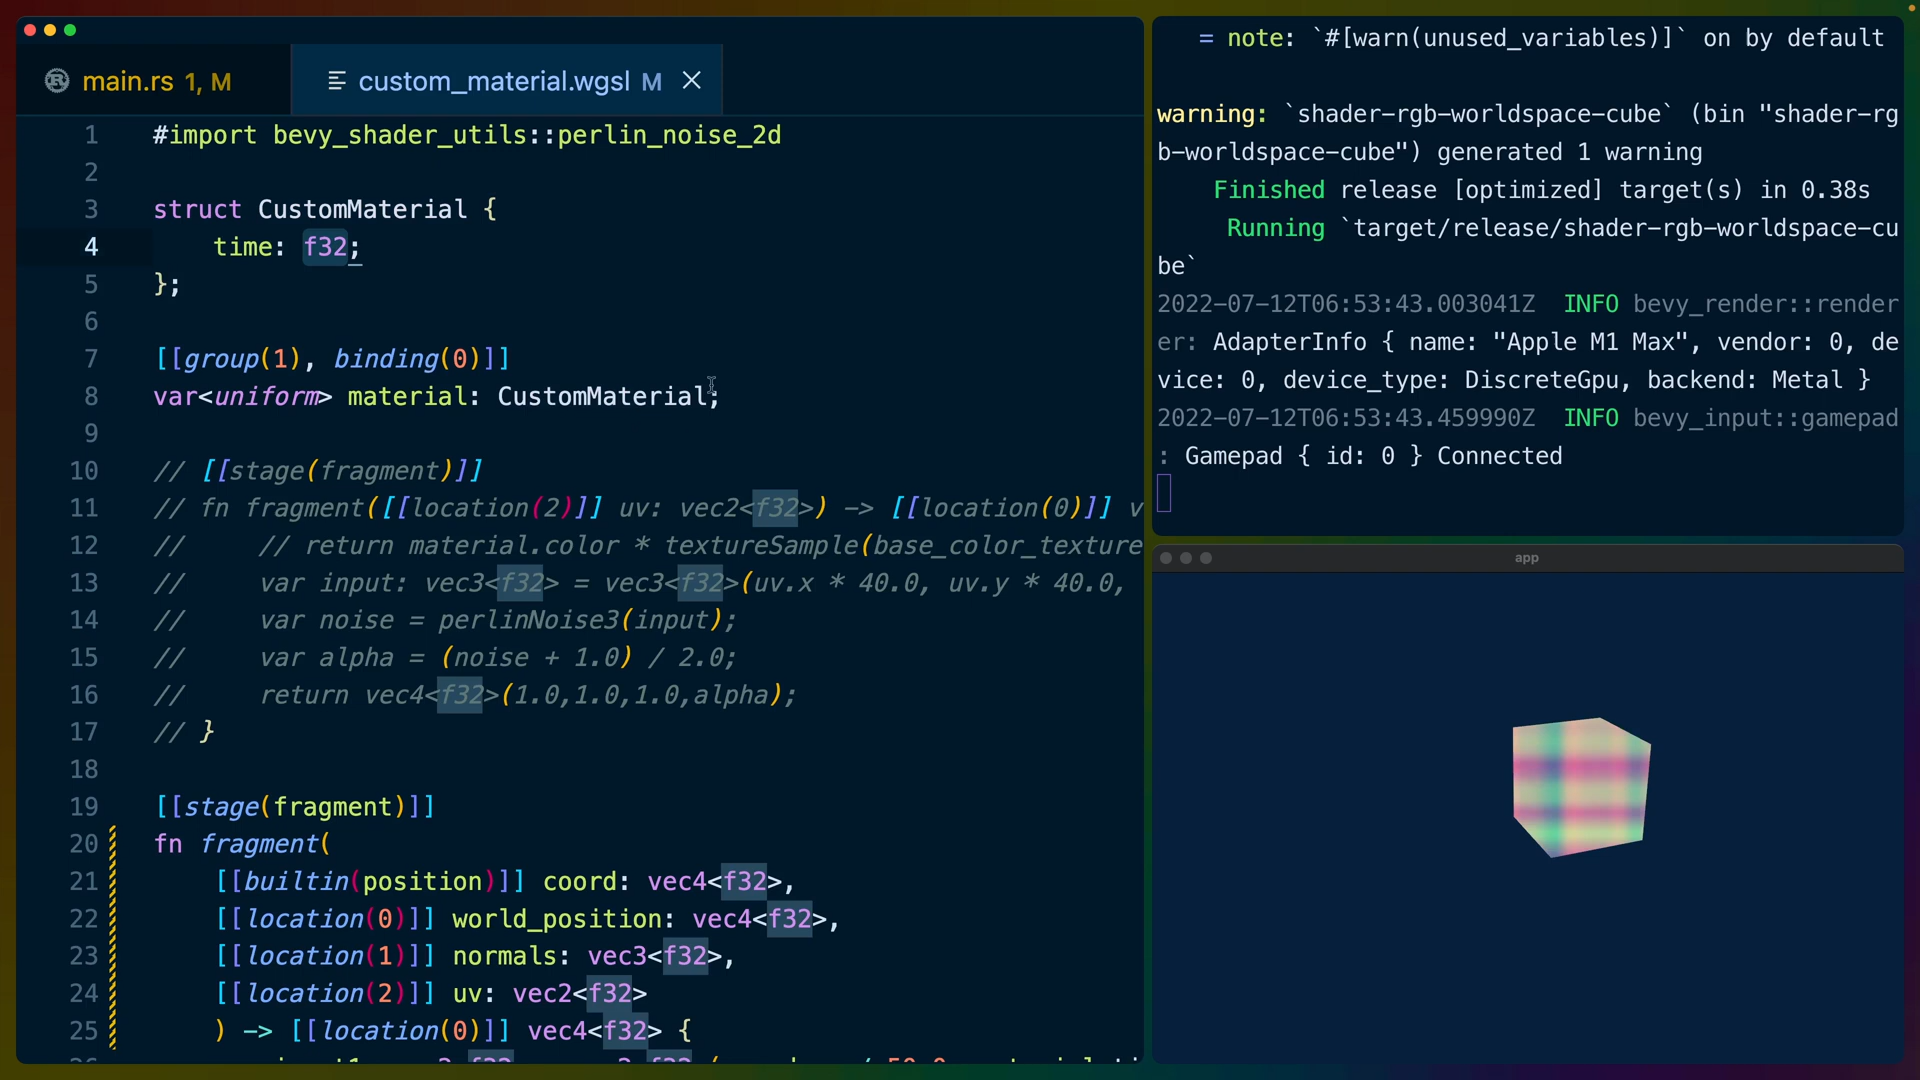 main.rs 1, M
custom_material.wgsl M
1 #import bevy_shader_utils::perlin_noise_2d
2
3 struct CustomMaterial {
4 time: f32;
5 };
6
7 [[group(1), binding(0)]]
8 var<uniform> material: CustomMaterial;
9
10 // [[stage(fragment)]]
11 // fn fragment([[location(2)]] uv: vec2<f32>) -> [[location(0)]] v
12 // // return material.color * textureSample(base_color_texture
13 // var input: vec3<f32> = vec3<f32>(uv.x * 40.0, uv.y * 40.0,
14 // var noise = perlinNoise3(input);
15 // var alpha = (noise + 1.0) / 2.0;
16 // return vec4<f32>(1.0,1.0,1.0,alpha);
17 // }
18
19 [[stage(fragment)]]
20 fn fragment(
21 [[builtin(position)]] coord: vec4<f32>,
22 [[location(0)]] world_position: vec4<f32>,
23 [[location(1)]] normals: vec3<f32>,
24 [[location(2)]] uv: vec2<f32>
25 ) -> [[location(0)]] vec4<f32> {
= note: `#[warn(unused_variables)]` on by default
warning: `shader-rgb-worldspace-cube` (bin "shader-rg
b-worldspace-cube") generated 1 warning
Finished release [optimized] target(s) in 0.38s
Running `target/release/shader-rgb-worldspace-cu
be`
2022-07-12T06:53:43.003041Z INFO bevy_render::render
er: AdapterInfo { name: "Apple M1 Max", vendor: 0, de
vice: 0, device_type: DiscreteGpu, backend: Metal }
2022-07-12T06:53:43.459990Z INFO bevy_input::gamepad
: Gamepad { id: 0 } Connected
app